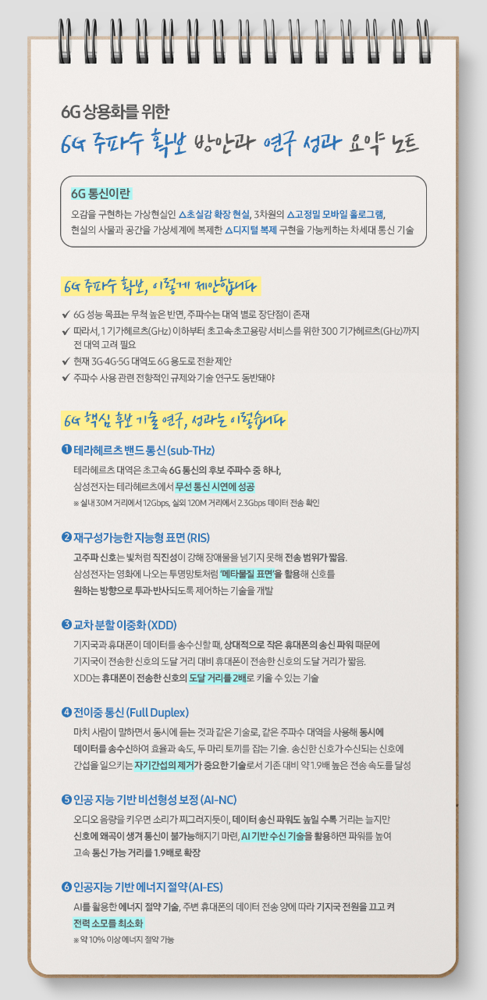 6G 상용화를 위한
6G 주파수 확보 방안과 연구 성과 요약 노트
6G 통신이란
오감을 구현하는 가상현실인 △초실감 확장 현실, 3차원의 △고정밀 모바일 홀로그램,
현실의 사물과 공간을 가상세계에 복제한 △디지털 복제 구현을 가능케하는 차세대 통신 기술
6G 주파수 확보, 이렇게 제안합니다
✓ 6G 성능 목표는 무척 높은 반면, 주파수는 대역 별로 장단점이 존재
✓ 따라서, 1 기가헤르츠(GHz) 이하부터 초고속·초고용량 서비스를 위한 300 기가헤르츠(GHz)까지
전 대역 고려 필요
✓ 현재 3G·4G·5G 대역도 6G 용도로 전환 제안
✓ 주파수 사용 관련 전향적인 규제와 기술 연구도 동반돼야
6G 핵심 후보 기술 연구, 성과는 이렇습니다
❶ 테라헤르츠 밴드 통신 (sub-THz)
테라헤르츠 대역은 초고속 6G 통신의 후보 주파수 중 하나,
삼성전자는 테라헤르츠에서 무선 통신 시연에 성공
※ 실내 30M 거리에서 12Gbps, 실외 120M 거리에서 2.3Gbps 데이터 전송 확인
❷ 재구성가능한 지능형 표면 (RIS)
고주파 신호는 빛처럼 직진성이 강해 장애물을 넘기지 못해 전송 범위가 짧음.
삼성전자는 영화에 나오는 투명망토처럼 ‘메타물질 표면’을 활용해 신호를
원하는 방향으로 투과·반사되도록 제어하는 기술을 개발
❸ 교차 분할 이중화 (XDD)
기지국과 휴대폰이 데이터를 송수신할 때, 상대적으로 작은 휴대폰의 송신 파워 때문에
기지국이 전송한 신호의 도달 거리 대비 휴대폰이 전송한 신호의 도달 거리가 짧음.
XDD는 휴대폰이 전송한 신호의 도달 거리를 2배로 키울 수 있는 기술
❹ 전이중 통신 (Full Duplex)
마치 사람이 말하면서 동시에 듣는 것과 같은 기술로, 같은 주파수 대역을 사용해 동시에
데이터를 송수신하여 효율과 속도, 두 마리 토끼를 잡는 기술. 송신한 신호가 수신되는 신호에
간섭을 일으키는 자기간섭의 제거가 중요한 기술로서 기존 대비 약 1.9배 높은 전송 속도를 달성
❺ 인공 지능 기반 비선형성 보정 (AI-NC)
오디오 음량을 키우면 소리가 찌그러지듯이, 데이터 송신 파워도 높일 수록 거리는 늘지만
신호에 왜곡이 생겨 통신이 불가능해지기 마련, AI 기반 수신 기술을 활용하면 파워를 높여
고속 통신 가능 거리를 1.9배로 확장
❻ 인공지능 기반 에너지 절약 (AI-ES)
AI를 활용한 에너지 절약 기술, 주변 휴대폰의 데이터 전송 양에 따라 기지국 전원을 끄고 켜
전력 소모를 최소화
※ 약 10% 이상 에너지 절약 가능